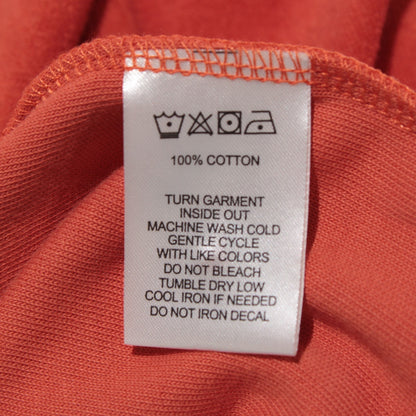 100% COTTON
TURN GARMENT
INSIDE OUT
MACHINE WASH COLD
GENTLE CYCLE
WITH LIKE COLORS
DO NOT BLEACH
TUMBLE DRY LOW
COOL IRON IF NEEDED
DO NOT IRON DECAL